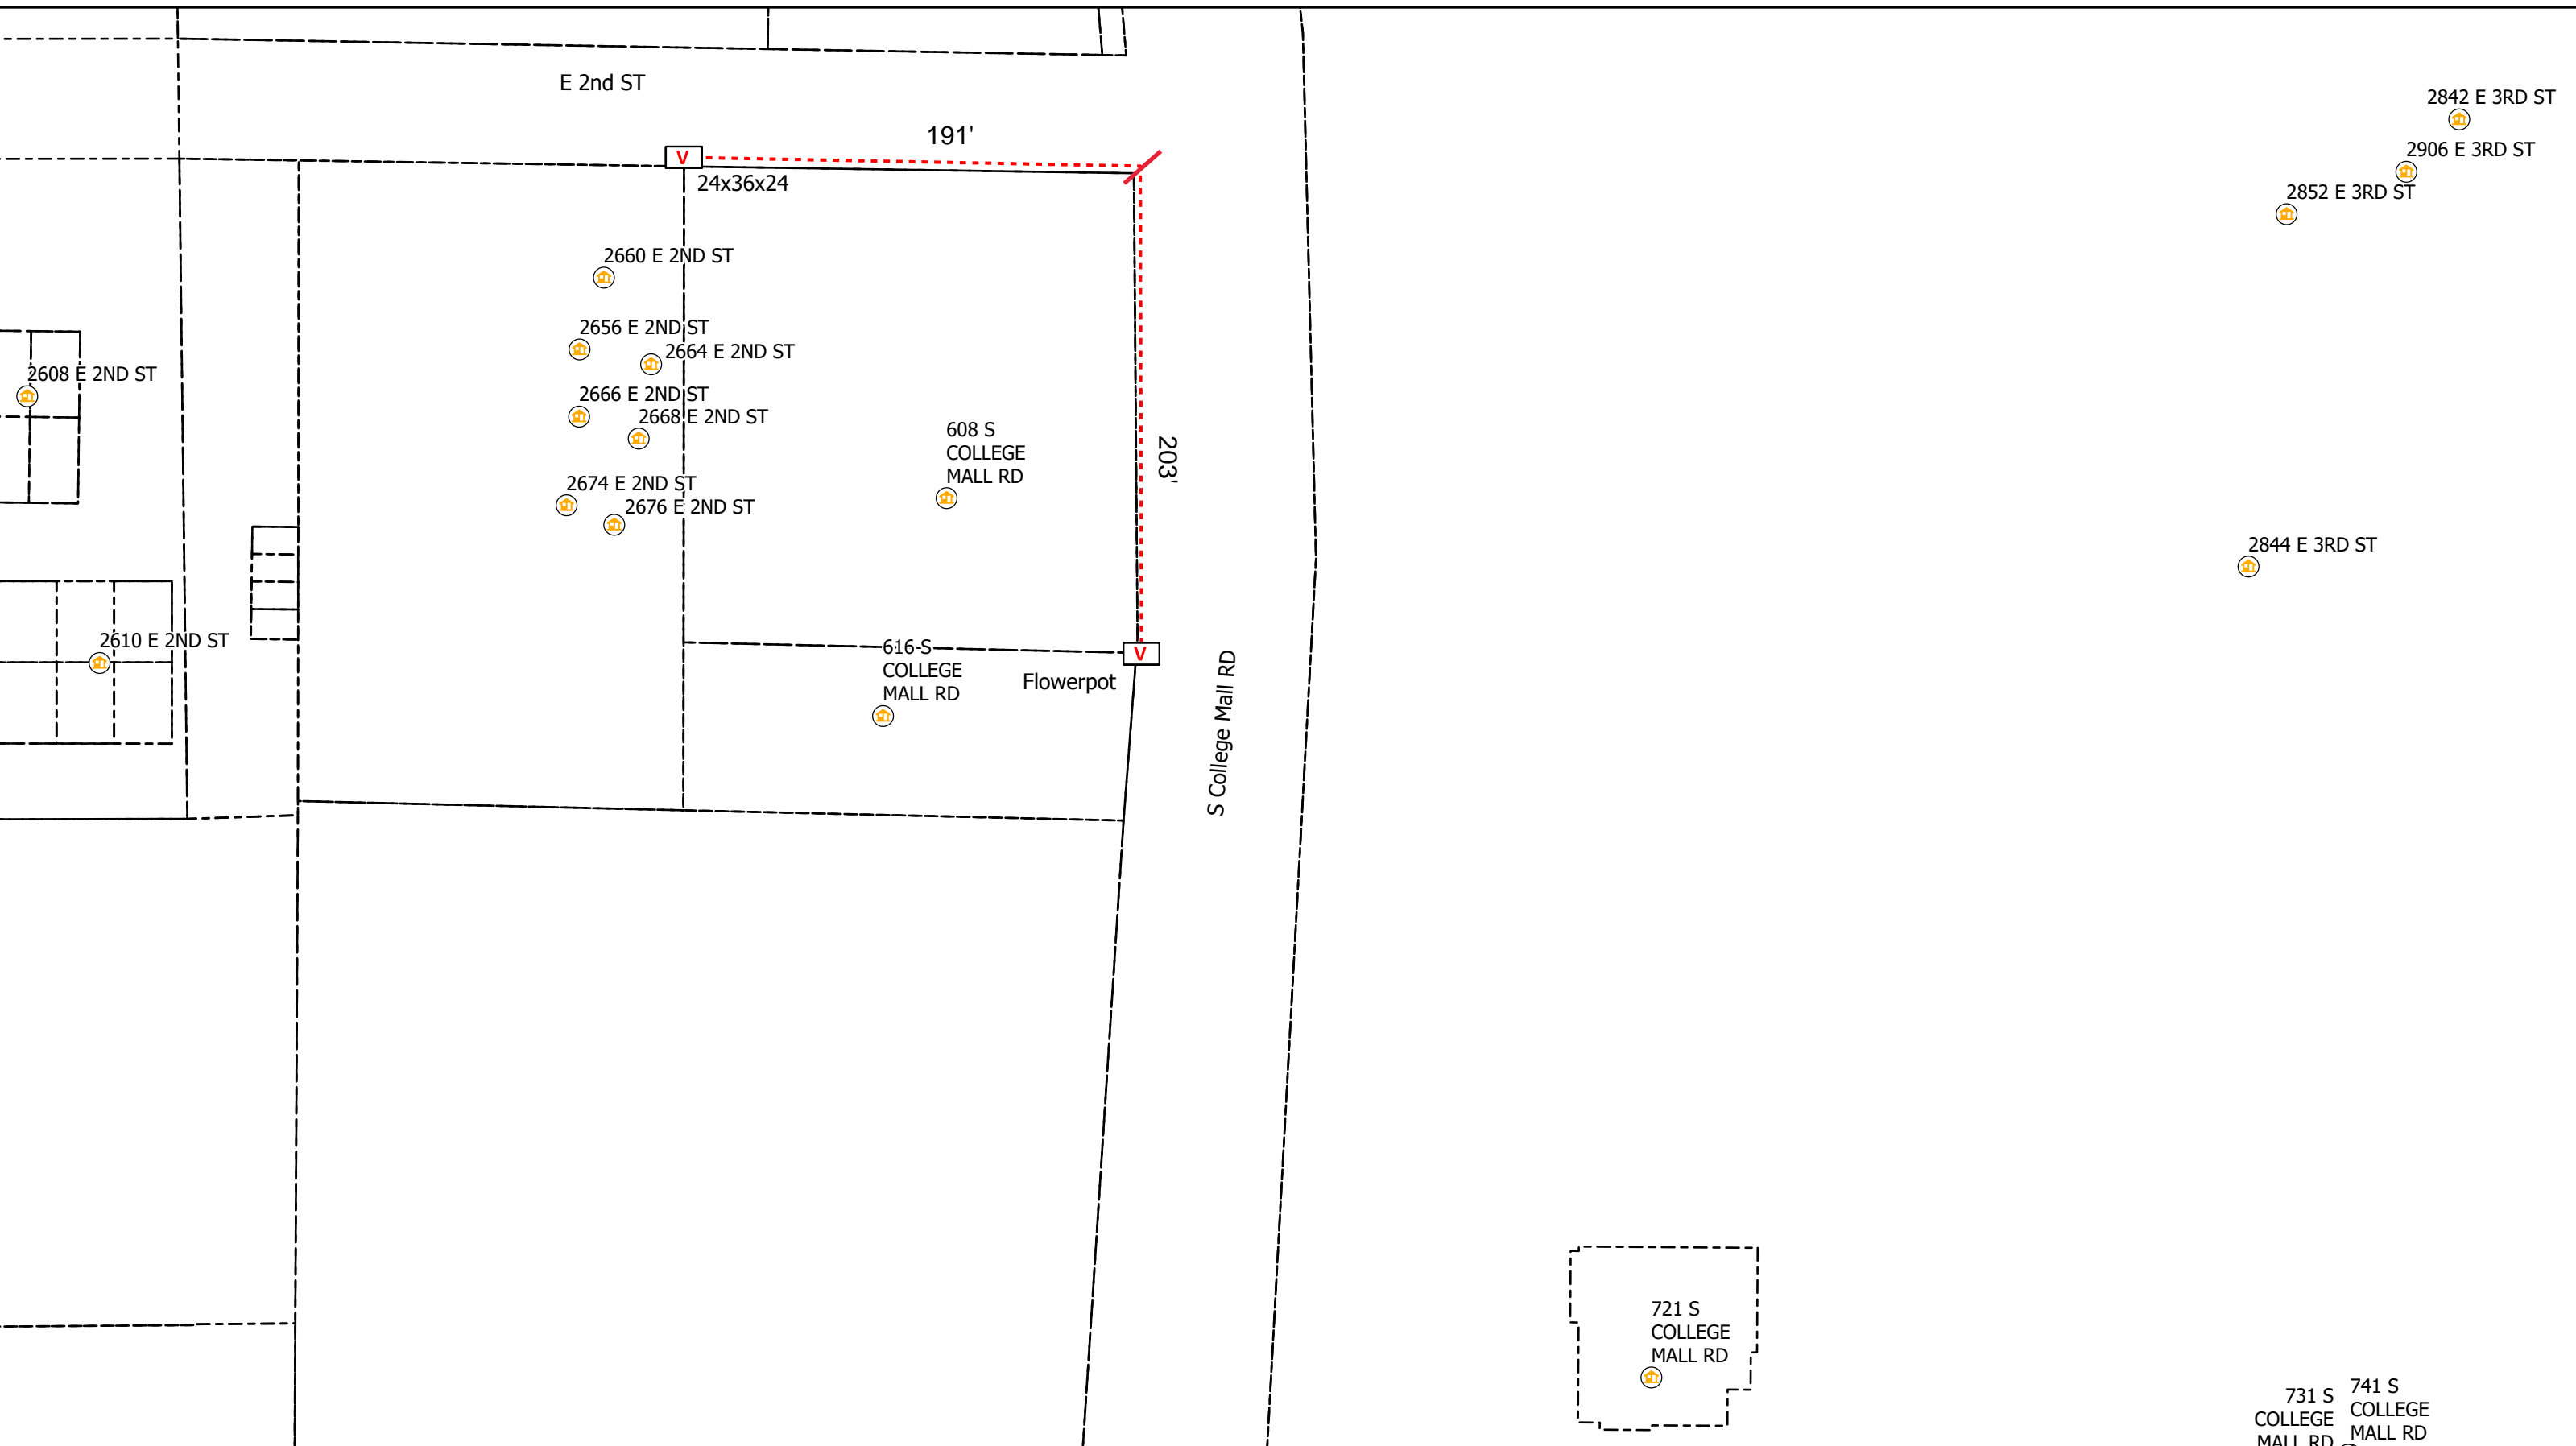 E 2nd ST
2842 E 3RD ST
191'
2906 E 3RD ST
V
24x36x24
2852 E 3RD ST
2660 E 2ND ST
2656 E 2ND ST
2664 E 2ND ST
2608 E 2ND ST
2666 E 2ND ST
2668 E 2ND ST
608 S
COLLEGE
MALL RD
203'
2674 E 2ND ST
2676 E 2ND ST
2844 E 3RD ST
2610 E 2ND ST
616 S
COLLEGE
MALL RD
V
Flowerpot
S College Mall RD
721 S
COLLEGE
MALL RD
731 S
COLLEGE
MALL RD
741 S
COLLEGE
MALL RD